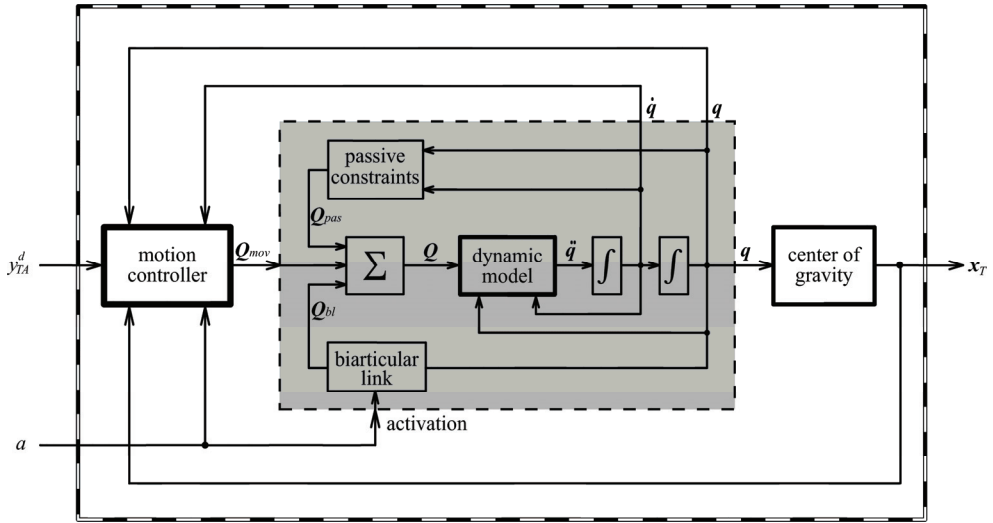 q̇
q
passive
constraints
Q_pas
y^d_TA
motion
controller
Q_mov
Σ
Q
dynamic
model
q̈
∫
∫
q
center of
gravity
x_T
Q_bl
biarticular
link
activation
a